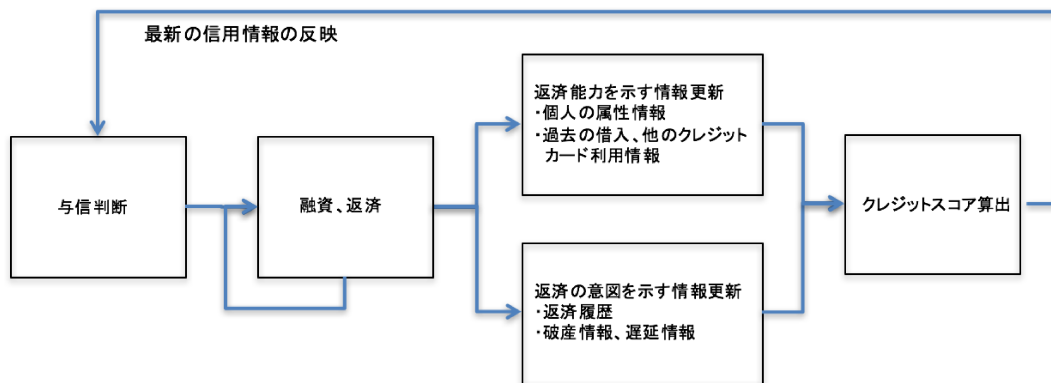 最新の信用情報の反映
与信判断
融資、返済
返済能力を示す情報更新
・個人の属性情報
・過去の借入、他のクレジット
カード利用情報
返済の意図を示す情報更新
・返済履歴
・破産情報、遅延情報
クレジットスコア算出